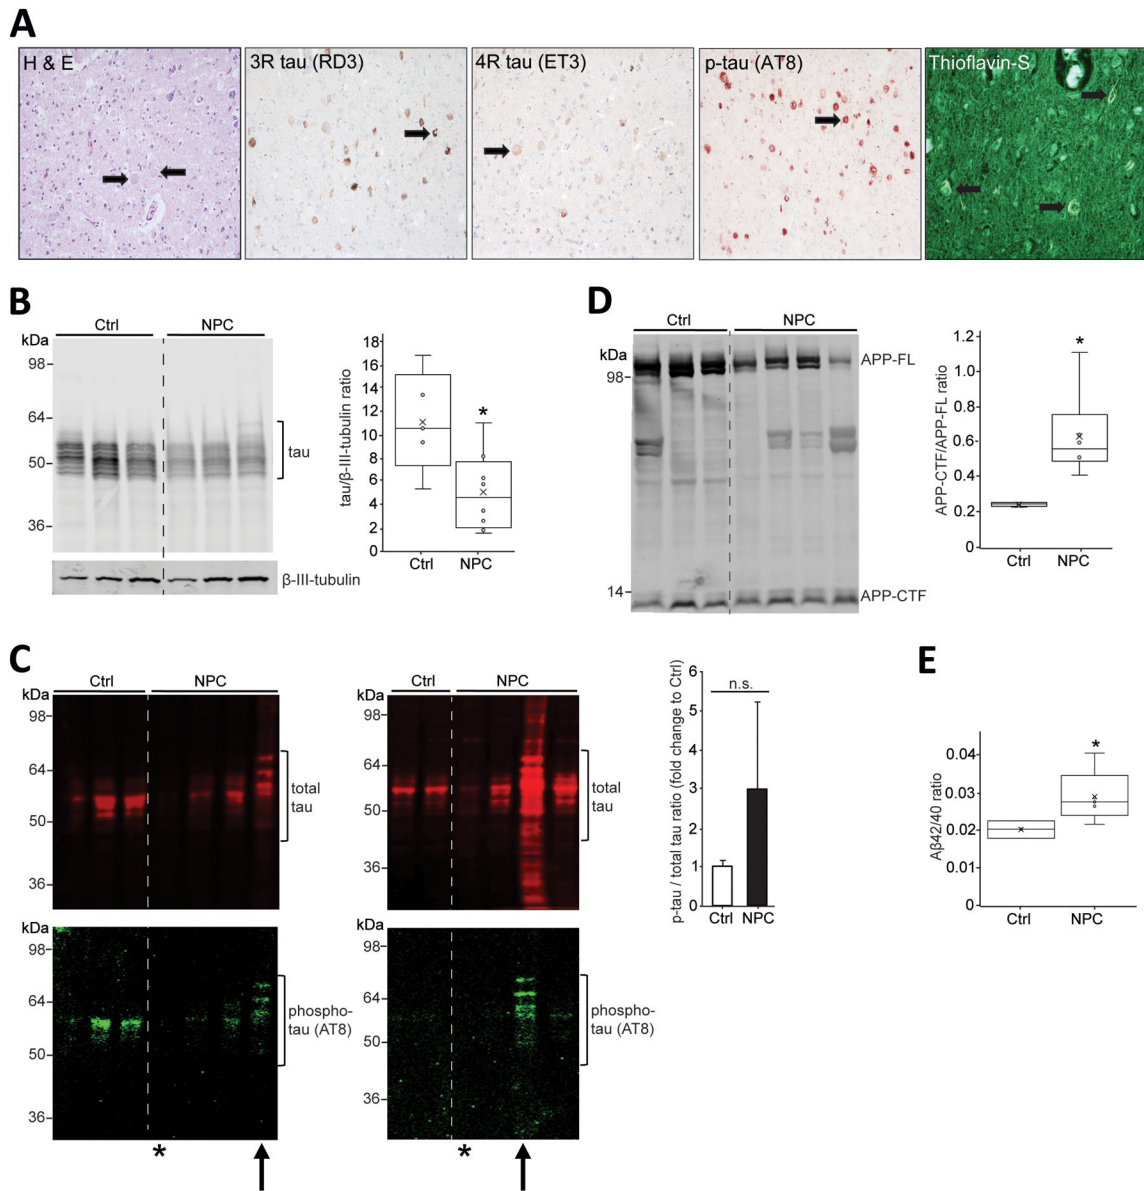 A
H & E
3R tau (RD3)
4R tau (ET3)
p-tau (AT8)
Thioflavin-S
B
Ctrl
NPC
kDa
98
64
50
36
tau
β-III-tubulin
tau/β-III-tubulin ratio
18
16
14
13
11
8
6
4
2
0
*
Ctrl
NPC
D
Ctrl
NPC
kDa
98
14
APP-FL
APP-CTF
APP-CTF/APP-FL ratio
1.2
1.0
0.8
0.6
0.4
0.2
0
*
Ctrl
NPC
C
Ctrl
NPC
kDa
98
64
50
36
total
tau
kDa
98
64
50
36
phospho-
tau (AT8)
*
Ctrl
NPC
kDa
98
64
50
36
total
tau
kDa
98
64
50
36
phospho-
tau (AT8)
*
p-tau / total tau ratio (fold change to Ctrl)
6
5
4
3
2
1
0
n.s.
Ctrl
NPC
E
Aβ42/40 ratio
0.04
0.03
0.02
0.01
0
*
Ctrl
NPC